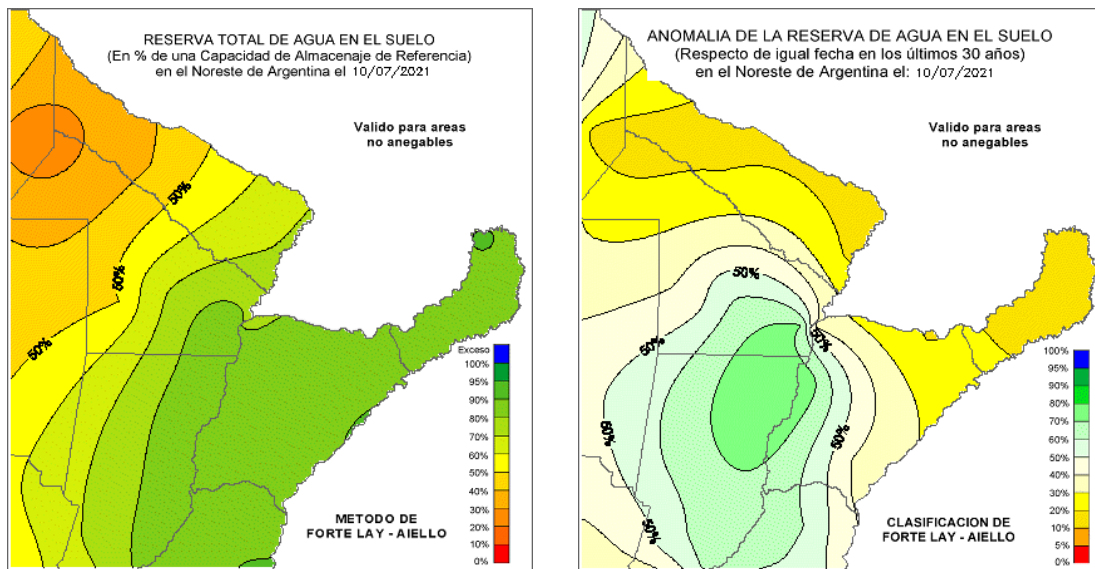 RESERVA TOTAL DE AGUA EN EL SUELO
(En % de una Capacidad de Almacenaje de Referencia)
en el Noreste de Argentina el 10/07/2021
Valido para areas
no anegables
50%
50%
50%
Exceso
100%
95%
90%
80%
70%
60%
50%
40%
30%
20%
10%
0%
METODO DE
FORTE LAY - AIELLO
ANOMALIA DE LA RESERVA DE AGUA EN EL SUELO
(Respecto de igual fecha en los últimos 30 años)
en el Noreste de Argentina el: 10/07/2021
Valido para areas
no anegables
50%
50%
50%
50%
50%
50%
100%
95%
80%
70%
60%
50%
40%
30%
20%
10%
5%
0%
CLASIFICACION DE
FORTE LAY - AIELLO